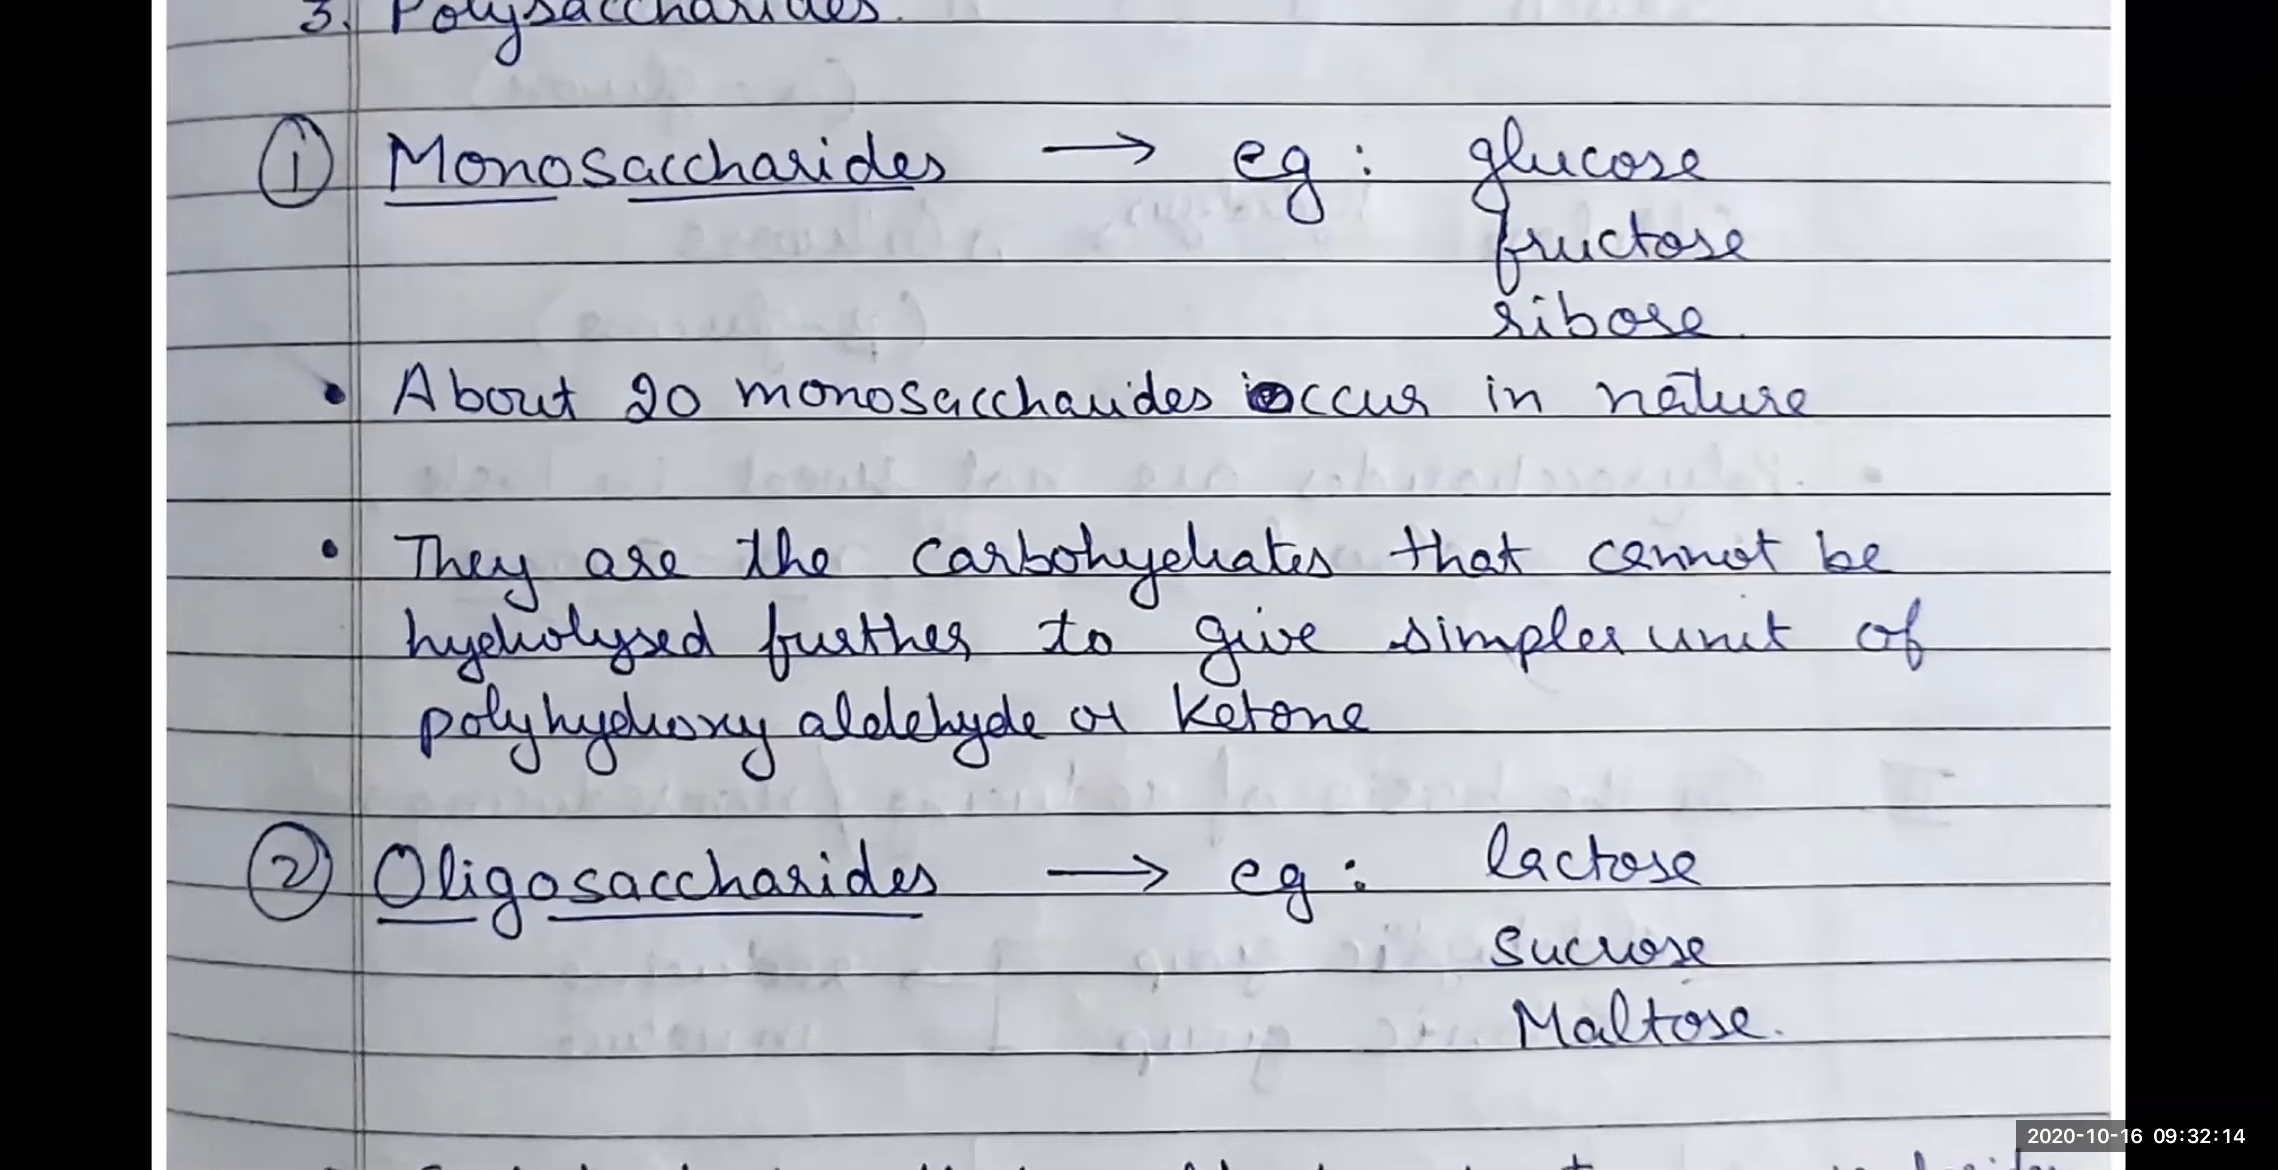 3. Polysaccharides.
① Monosaccharides → eg : glucose
fructose
ribose.
• About 20 monosaccharides occur in nature
• They are the carbohydrates that cannot be
hydrolysed further to give simpler unit of
polyhydroxy aldehyde or ketone
② Oligosaccharides → eg : lactose
sucrose
Maltose.
2020-10-16 09:32:14